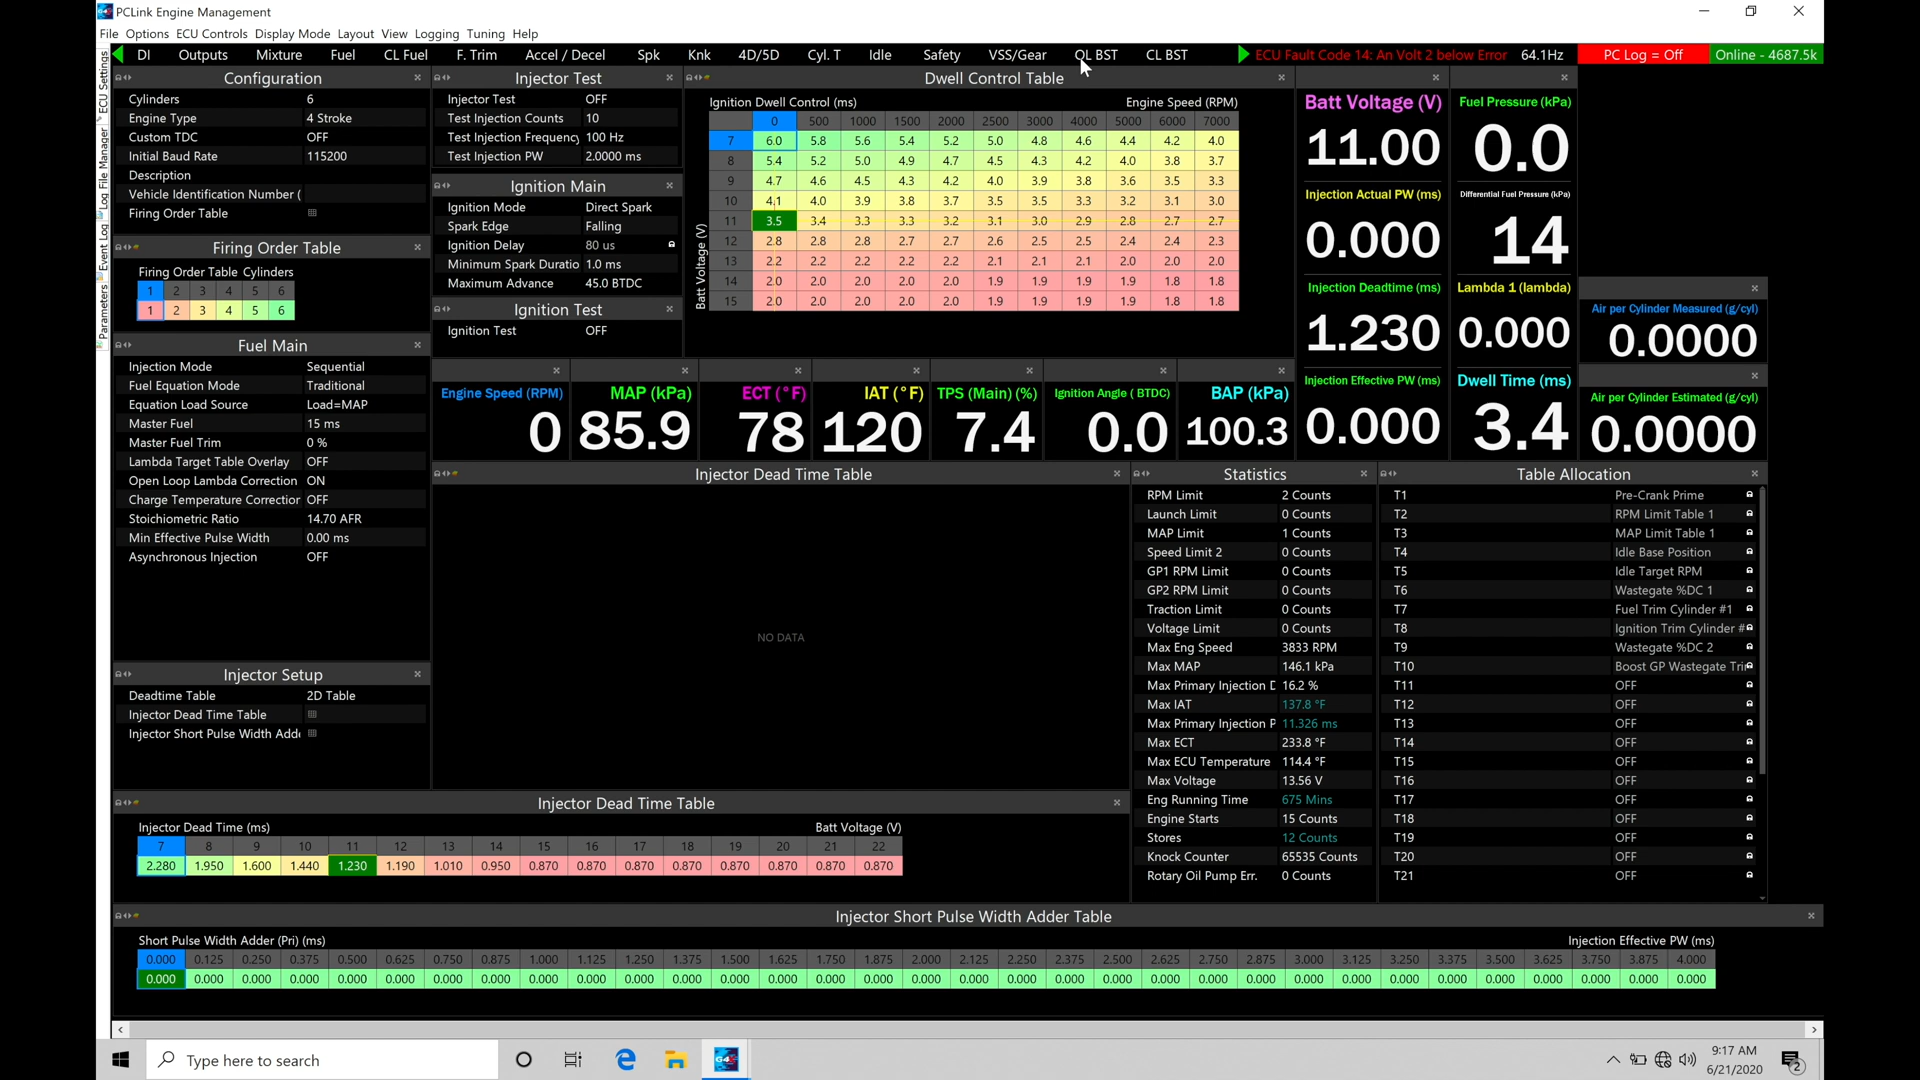 PCLink Engine Management
File Options ECU Controls Display Mode Layout View Logging Tuning Help
DI Outputs Mixture Fuel CL Fuel F. Trim Accel / Decel Spk Knk 4D/5D Cyl. T Idle Safety VSS/Gear OL BST CL BST ECU Fault Code 14: An Volt 2 below Error 64.1Hz PC Log = Off Online - 4687.5k
ECU Settings
Log File Manager
Event Log
Parameters
Configuration
Cylinders 6
Engine Type 4 Stroke
Custom TDC OFF
Initial Baud Rate 115200
Description
Vehicle Identification Number (
Firing Order Table
Firing Order Table
Firing Order Table Cylinders
1 2 3 4 5 6
1 2 3 4 5 6
Fuel Main
Injection Mode Sequential
Fuel Equation Mode Traditional
Equation Load Source Load=MAP
Master Fuel 15 ms
Master Fuel Trim 0 %
Lambda Target Table Overlay OFF
Open Loop Lambda Correction ON
Charge Temperature Correctior OFF
Stoichiometric Ratio 14.70 AFR
Min Effective Pulse Width 0.00 ms
Asynchronous Injection OFF
Injector Setup
Deadtime Table 2D Table
Injector Dead Time Table
Injector Short Pulse Width Adde
Injector Test
Injector Test OFF
Test Injection Counts 10
Test Injection Frequency 100 Hz
Test Injection PW 2.0000 ms
Ignition Main
Ignition Mode Direct Spark
Spark Edge Falling
Ignition Delay 80 us
Minimum Spark Duratio 1.0 ms
Maximum Advance 45.0 BTDC
Ignition Test
Ignition Test OFF
Dwell Control Table
Ignition Dwell Control (ms) Engine Speed (RPM)
Batt Voltage (V)
0 500 1000 1500 2000 2500 3000 4000 5000 6000 7000
7 6.0 5.8 5.6 5.4 5.2 5.0 4.8 4.6 4.4 4.2 4.0
8 5.4 5.2 5.0 4.9 4.7 4.5 4.3 4.2 4.0 3.8 3.7
9 4.7 4.6 4.5 4.3 4.2 4.0 3.9 3.8 3.6 3.5 3.3
10 4.1 4.0 3.9 3.8 3.7 3.5 3.5 3.3 3.2 3.1 3.0
11 3.5 3.4 3.3 3.3 3.2 3.1 3.0 2.9 2.8 2.7 2.7
12 2.8 2.8 2.8 2.7 2.7 2.6 2.5 2.5 2.4 2.4 2.3
13 2.2 2.2 2.2 2.2 2.2 2.1 2.1 2.1 2.0 2.0 2.0
14 2.0 2.0 2.0 2.0 2.0 1.9 1.9 1.9 1.9 1.8 1.8
15 2.0 2.0 2.0 2.0 2.0 1.9 1.9 1.9 1.9 1.8 1.8
Batt Voltage (V)
11.00
Injection Actual PW (ms)
0.000
Injection Deadtime (ms)
1.230
Injection Effective PW (ms)
0.000
Fuel Pressure (kPa)
0.0
Differential Fuel Pressure (kPa)
14
Lambda 1 (lambda)
0.000
Dwell Time (ms)
3.4
Air per Cylinder Measured (g/cyl)
0.0000
Air per Cylinder Estimated (g/cyl)
0.0000
Engine Speed (RPM) MAP (kPa) ECT (°F) IAT (°F) TPS (Main) (%) Ignition Angle ( BTDC) BAP (kPa)
0 85.9 78 120 7.4 0.0 100.3
Injector Dead Time Table
NO DATA
Statistics
RPM Limit 2 Counts
Launch Limit 0 Counts
MAP Limit 1 Counts
Speed Limit 2 0 Counts
GP1 RPM Limit 0 Counts
GP2 RPM Limit 0 Counts
Traction Limit 0 Counts
Voltage Limit 0 Counts
Max Eng Speed 3833 RPM
Max MAP 146.1 kPa
Max Primary Injection D 16.2 %
Max IAT 137.8 °F
Max Primary Injection P 11.326 ms
Max ECT 233.8 °F
Max ECU Temperature 114.4 °F
Max Voltage 13.56 V
Eng Running Time 675 Mins
Engine Starts 15 Counts
Stores 12 Counts
Knock Counter 65535 Counts
Rotary Oil Pump Err. 0 Counts
Table Allocation
T1 Pre-Crank Prime
T2 RPM Limit Table 1
T3 MAP Limit Table 1
T4 Idle Base Position
T5 Idle Target RPM
T6 Wastegate %DC 1
T7 Fuel Trim Cylinder #1
T8 Ignition Trim Cylinder #
T9 Wastegate %DC 2
T10 Boost GP Wastegate Trir
T11 OFF
T12 OFF
T13 OFF
T14 OFF
T15 OFF
T16 OFF
T17 OFF
T18 OFF
T19 OFF
T20 OFF
T21 OFF
Injector Dead Time Table
Injector Dead Time (ms) Batt Voltage (V)
7 8 9 10 11 12 13 14 15 16 17 18 19 20 21 22
2.280 1.950 1.600 1.440 1.230 1.190 1.010 0.950 0.870 0.870 0.870 0.870 0.870 0.870 0.870 0.870
Injector Short Pulse Width Adder Table
Short Pulse Width Adder (Pri) (ms) Injection Effective PW (ms)
0.000 0.125 0.250 0.375 0.500 0.625 0.750 0.875 1.000 1.125 1.250 1.375 1.500 1.625 1.750 1.875 2.000 2.125 2.250 2.375 2.500 2.625 2.750 2.875 3.000 3.125 3.250 3.375 3.500 3.625 3.750 3.875 4.000
0.000 0.000 0.000 0.000 0.000 0.000 0.000 0.000 0.000 0.000 0.000 0.000 0.000 0.000 0.000 0.000 0.000 0.000 0.000 0.000 0.000 0.000 0.000 0.000 0.000 0.000 0.000 0.000 0.000 0.000 0.000 0.000 0.000
Type here to search
9:17 AM
6/21/2020
2